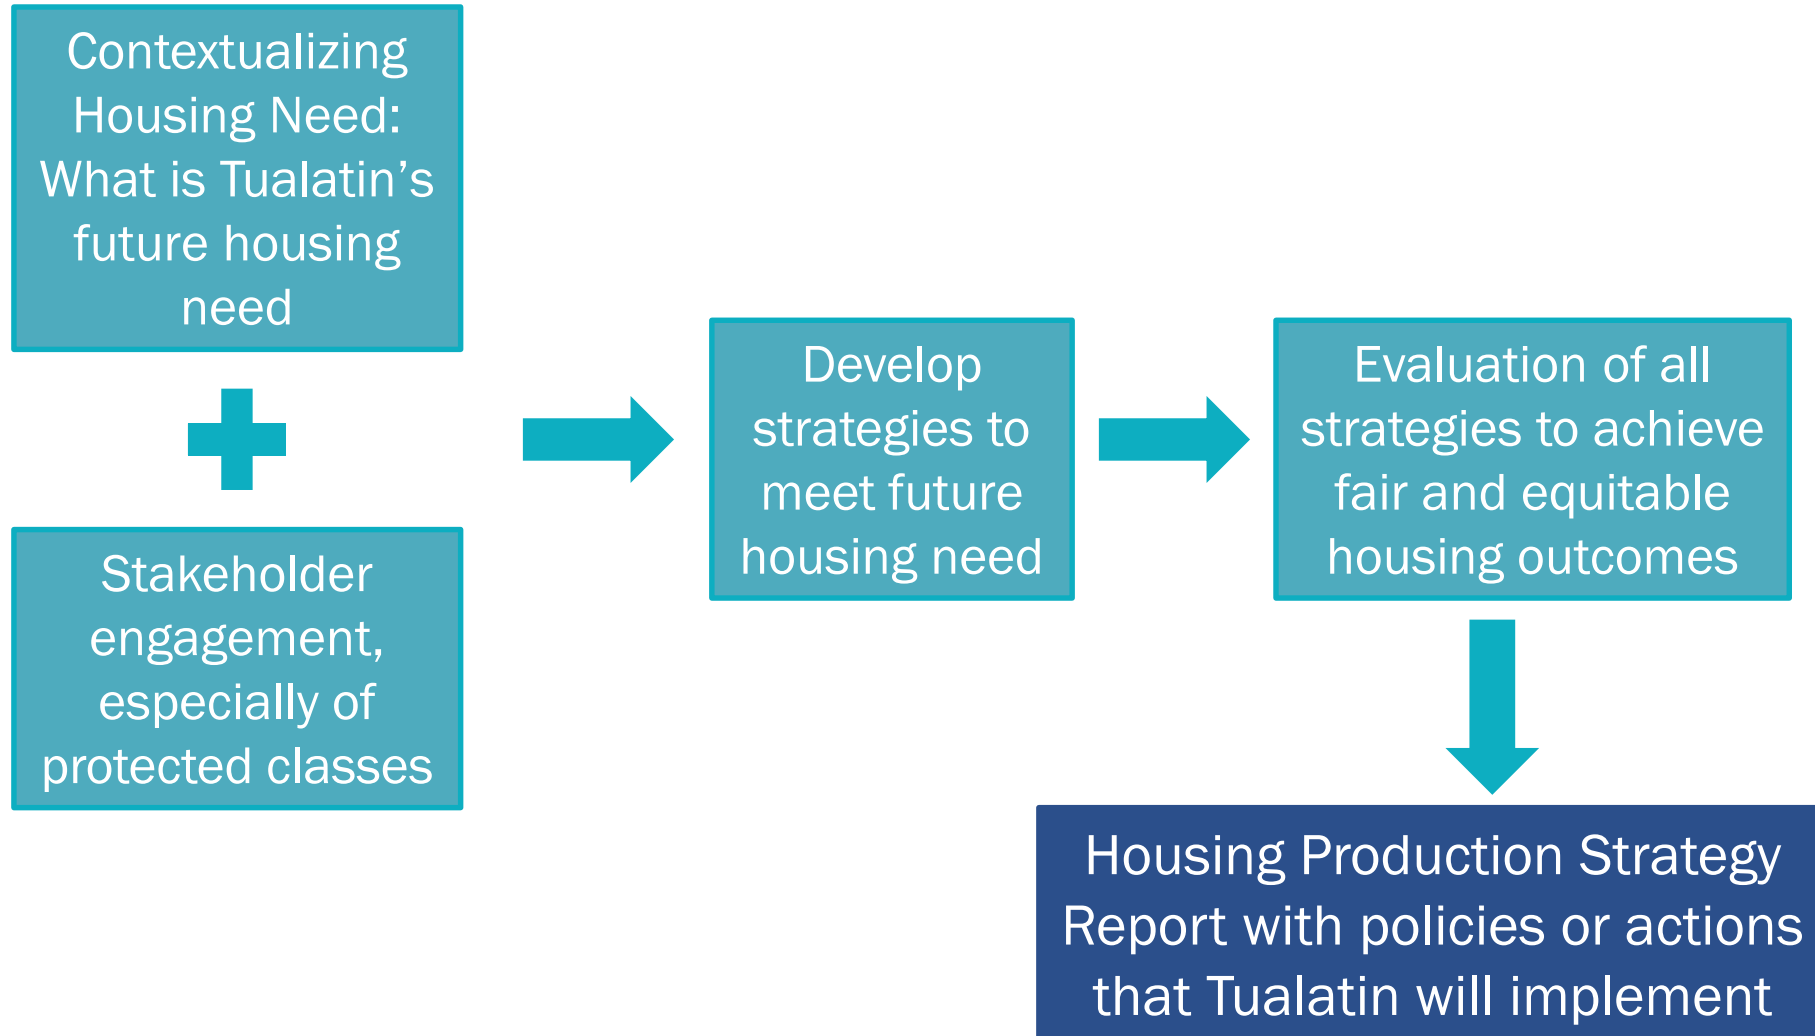 Contextualizing
Housing Need:
What is Tualatin’s
future housing
need
Stakeholder
engagement,
especially of
protected classes
Develop
strategies to
meet future
housing need
Evaluation of all
strategies to achieve
fair and equitable
housing outcomes
Housing Production Strategy
Report with policies or actions
that Tualatin will implement